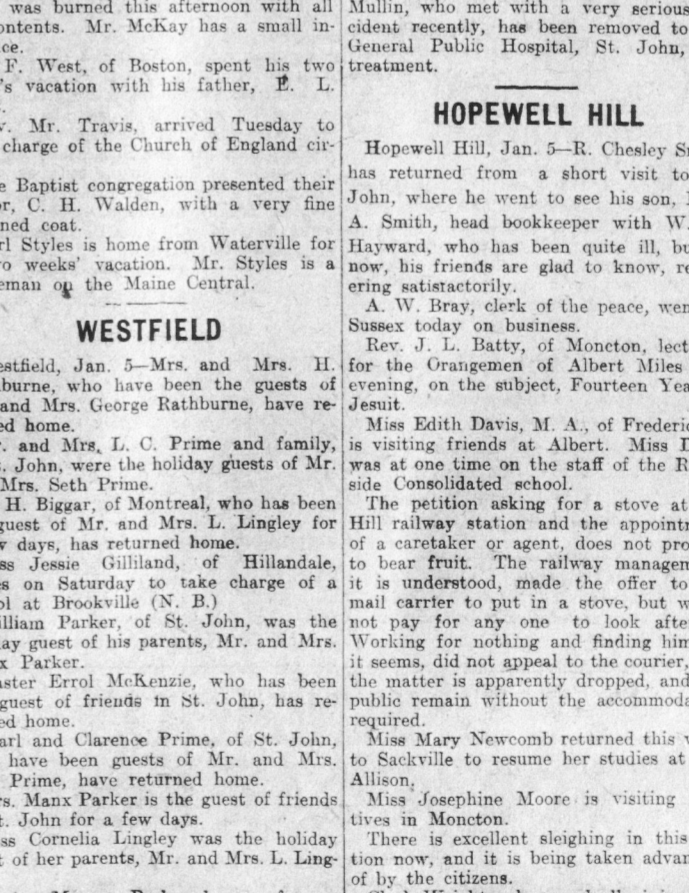 was burned this afternoon with all
ontents. Mr. McKay has a small in-
ce.
F. West, of Boston, spent his two
's vacation with his father, E. L.
Mr. Travis, arrived Tuesday to
charge of the Church of England cir-
e Baptist congregation presented their
or, C. H. Walden, with a very fine
ned coat.
rl Styles is home from Waterville for
o weeks' vacation. Mr. Styles is a
eman on the Maine Central.
WESTFIELD
estfield, Jan. 5—Mrs. and Mrs. H.
burne, who have been the guests of
and Mrs. George Rathburne, have re-
ed home.
r. and Mrs. L. C. Prime and family,
. John, were the holiday guests of Mr.
Mrs. Seth Prime.
H. Biggar, of Montreal, who has been
guest of Mr. and Mrs. L. Lingley for
w days, has returned home.
ss Jessie Gilliland, of Hillandale,
s on Saturday to take charge of a
ol at Brookville (N. B.)
illiam Parker, of St. John, was the
ay guest of his parents, Mr. and Mrs.
x Parker.
aster Errol McKenzie, who has been
guest of friends in St. John, has re-
ed home.
arl and Clarence Prime, of St. John,
have been guests of Mr. and Mrs.
Prime, have returned home.
rs. Manx Parker is the guest of friends
t. John for a few days.
ss Cornelia Lingley was the holiday
t of her parents, Mr. and Mrs. L. Ling-
Mullin, who met with a very serious
cident recently, has been removed to
General Public Hospital, St. John,
treatment.
HOPEWELL HILL
Hopewell Hill, Jan. 5—R. Chesley S
has returned from a short visit to
John, where he went to see his son,
A. Smith, head bookkeeper with W.
Hayward, who has been quite ill, bu
now, his friends are glad to know, re
ering satistactorily.
A. W. Bray, clerk of the peace, wen
Sussex today on business.
Rev. J. L. Batty, of Moncton, lect
for the Orangemen of Albert Miles
evening, on the subject, Fourteen Yea
Jesuit.
Miss Edith Davis, M. A., of Frederic
is visiting friends at Albert. Miss D
was at one time on the staff of the R
side Consolidated school.
The petition asking for a stove at
Hill railway station and the appoint
of a caretaker or agent, does not pro
to bear fruit. The railway managem
it is understood, made the offer to
mail carrier to put in a stove, but w
not pay for any one to look afte
Working for nothing and finding him
it seems, did not appeal to the courier,
the matter is apparently dropped, and
public remain without the accommoda
required.
Miss Mary Newcomb returned this
to Sackville to resume her studies at
Allison.
Miss Josephine Moore is visiting
tives in Moncton.
There is excellent sleighing in this
tion now, and it is being taken advan
of by the citizens.